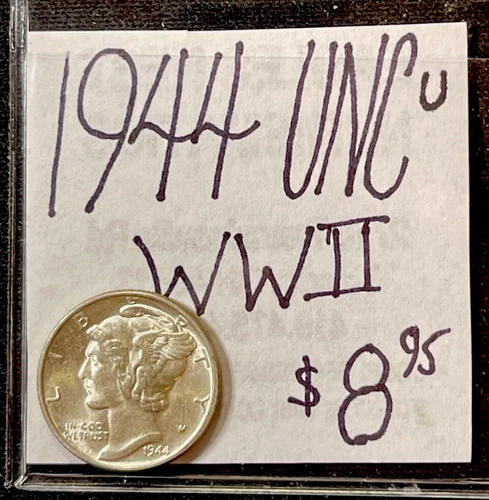 1944 UNC U
WWII
$8.95
LIBERTY
IN GOD
WE TRUST
1944